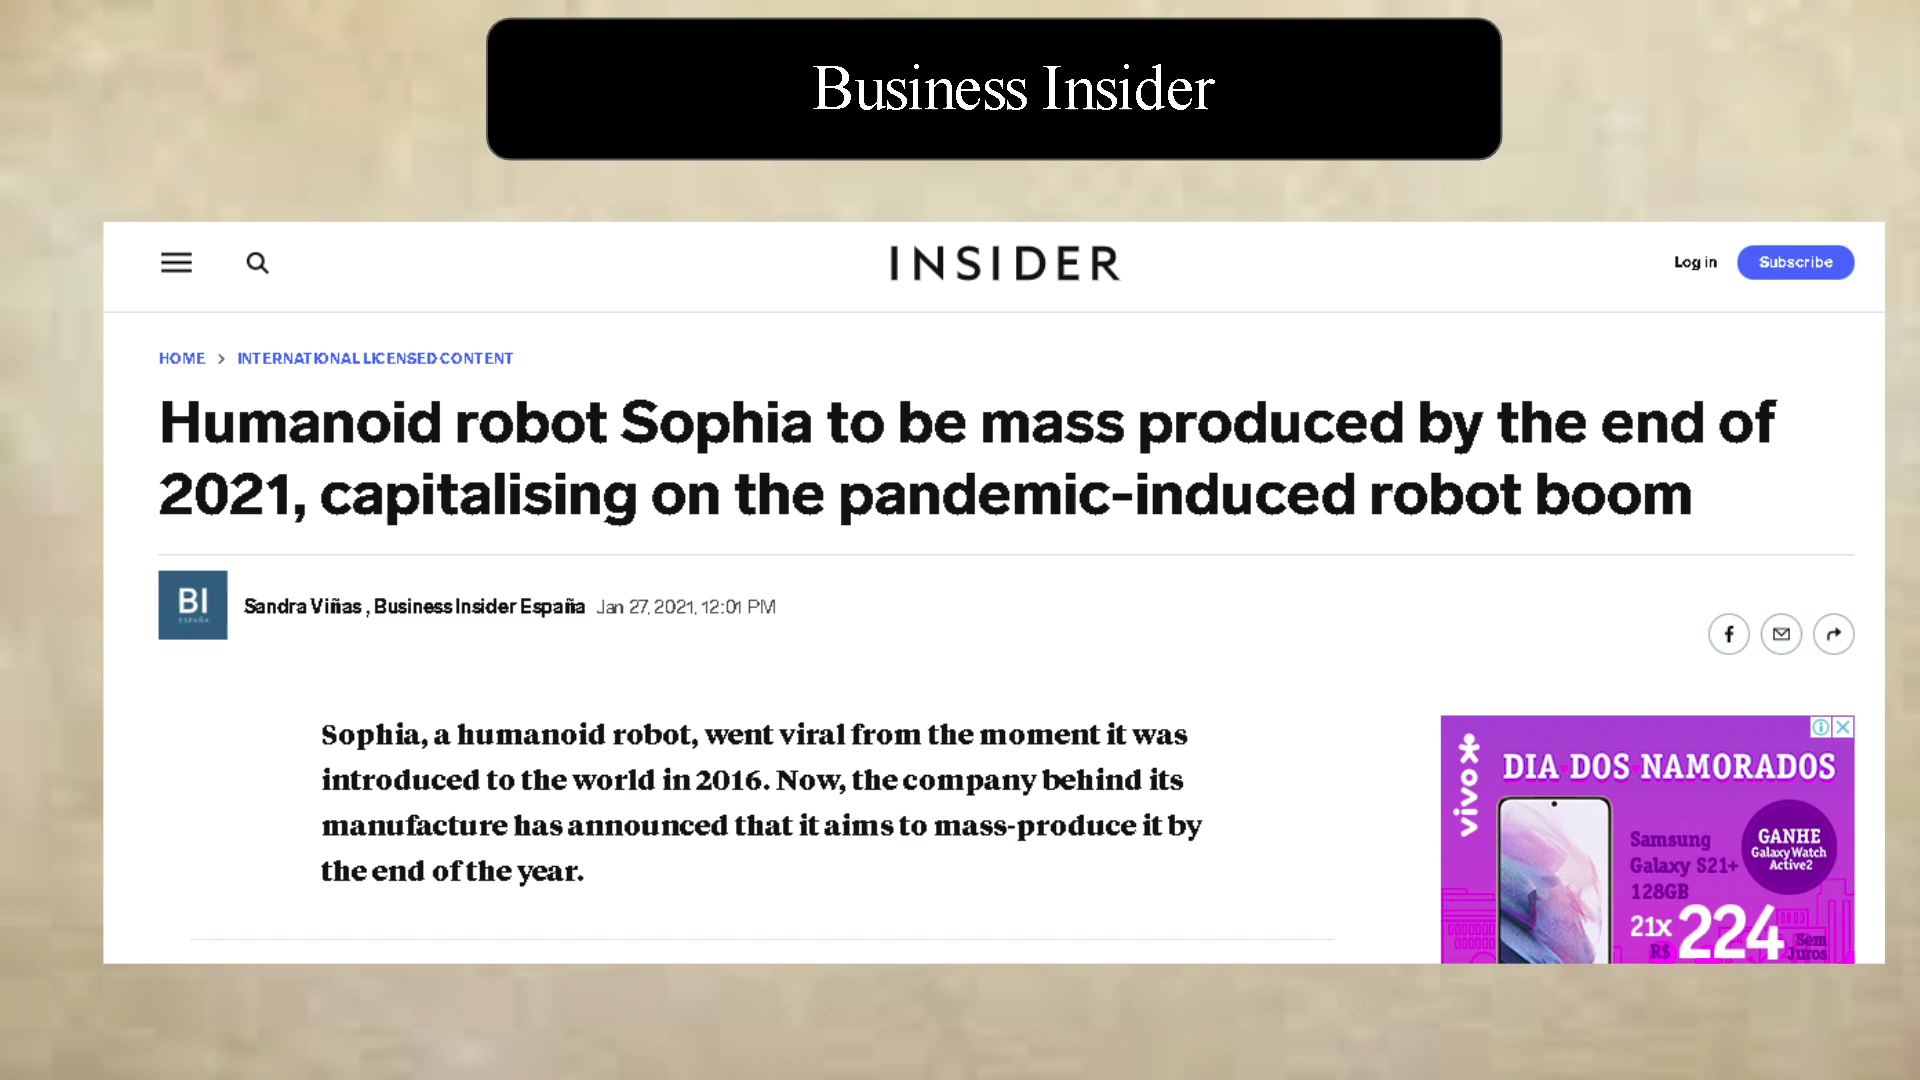 Business Insider
INSIDER
Log in
Subscribe
HOME > INTERNATIONAL LICENSED CONTENT
Humanoid robot Sophia to be mass produced by the end of
2021, capitalising on the pandemic-induced robot boom
BI
ESPAÑA
Sandra Viñas , Business Insider España Jan 27, 2021, 12:01 PM
Sophia, a humanoid robot, went viral from the moment it was
introduced to the world in 2016. Now, the company behind its
manufacture has announced that it aims to mass-produce it by
the end of the year.
vivo
DIA DOS NAMORADOS
Samsung
Galaxy S21+
128GB
GANHE
Galaxy Watch
Active2
21x
R$ 224
Sem
Juros